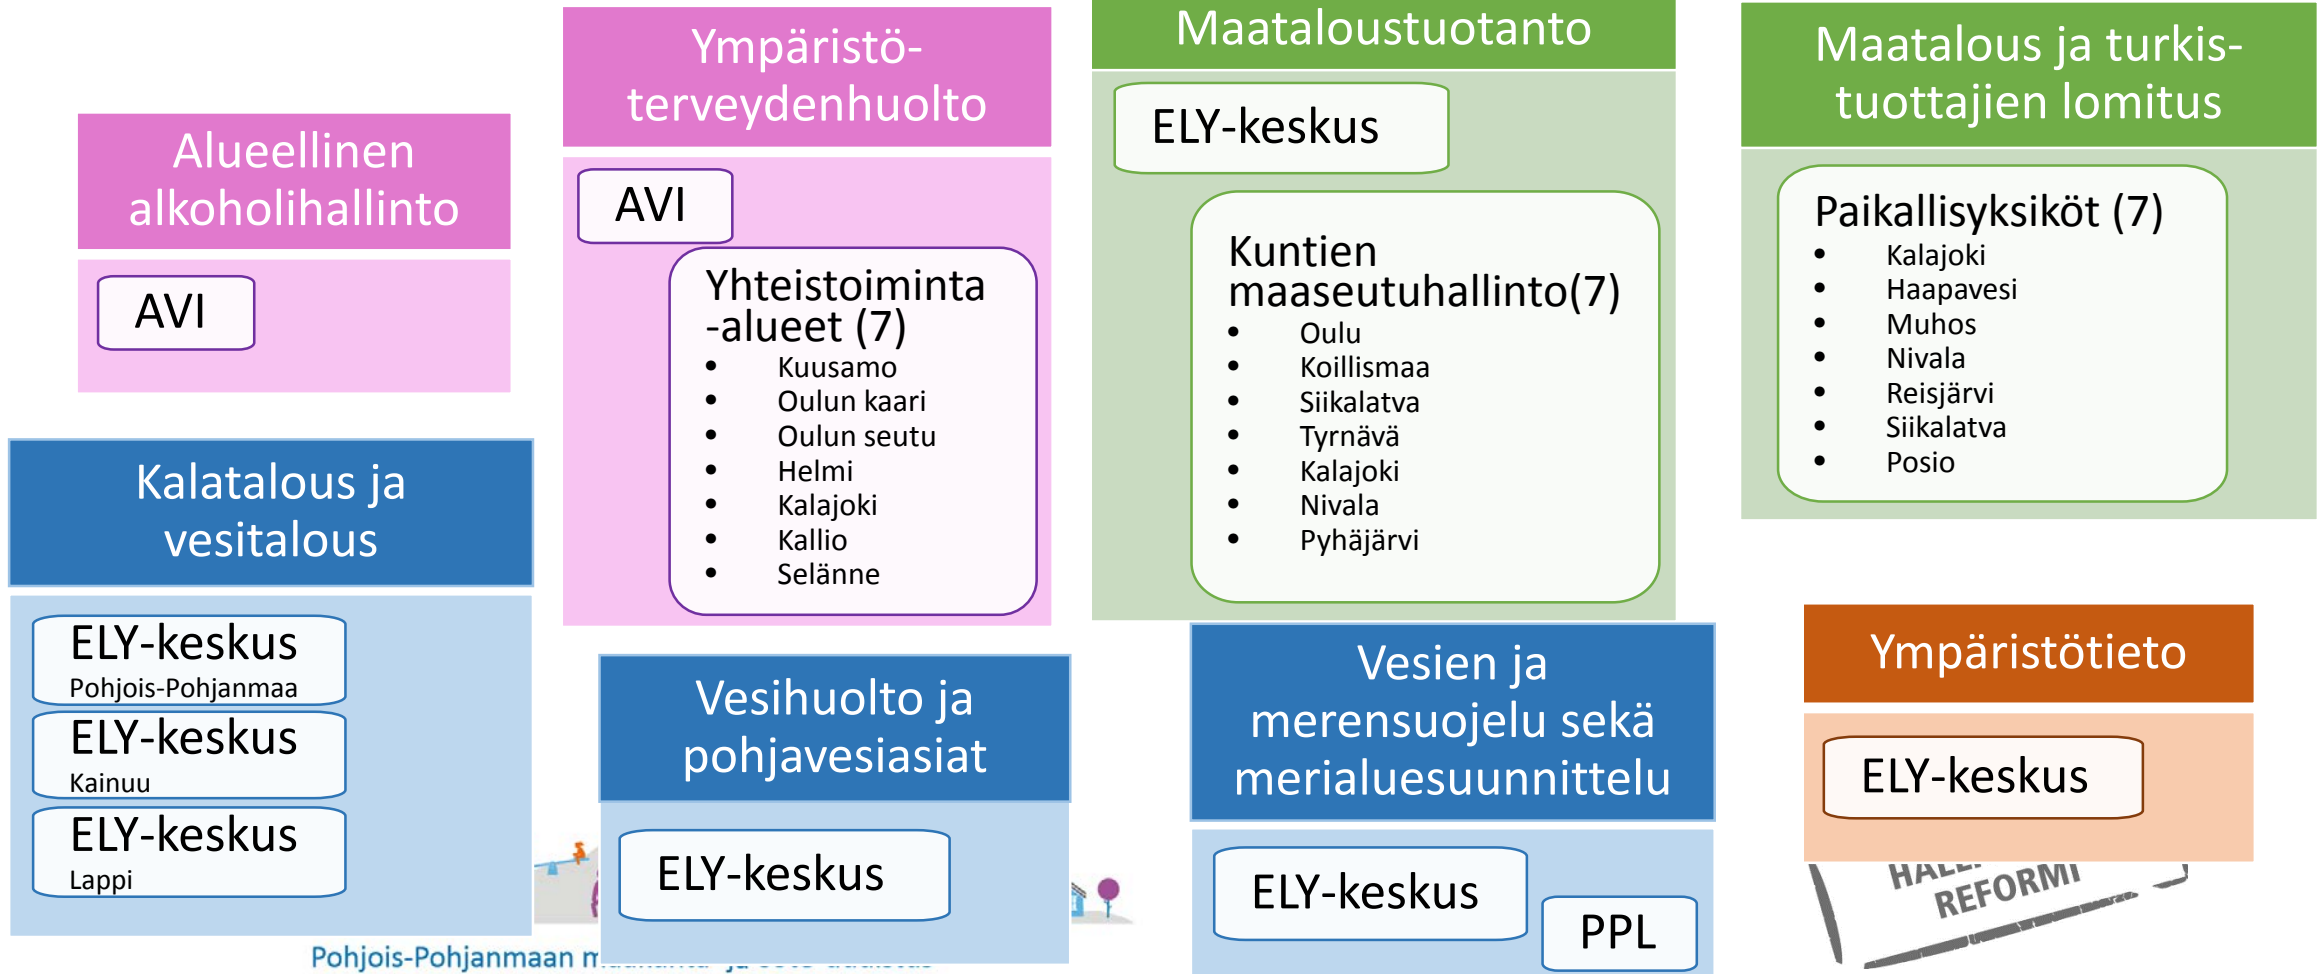 Alueellinen
alkoholihallinto
AVI
Ympäristö-
terveydenhuolto
AVI
Yhteistoiminta
-alueet (7)
• Kuusamo
• Oulun kaari
• Oulun seutu
• Helmi
• Kalajoki
• Kallio
• Selänne
Maataloustuotanto
ELY-keskus
Kuntien
maaseutuhallinto(7)
• Oulu
• Koillismaa
• Siikalatva
• Tyrnävä
• Kalajoki
• Nivala
• Pyhäjärvi
Maatalous ja turkis-
tuottajien lomitus
Paikallisyksiköt (7)
• Kalajoki
• Haapavesi
• Muhos
• Nivala
• Reisjärvi
• Siikalatva
• Posio
Kalatalous ja
vesitalous
ELY-keskus
Pohjois-Pohjanmaa
ELY-keskus
Kainuu
ELY-keskus
Lappi
Vesihuolto ja
pohjavesiasiat
ELY-keskus
Vesien ja
merensuojelu sekä
merialuesuunnittelu
ELY-keskus
PPL
Ympäristötieto
ELY-keskus
REFORMI
Pohjois-Pohjanmaan